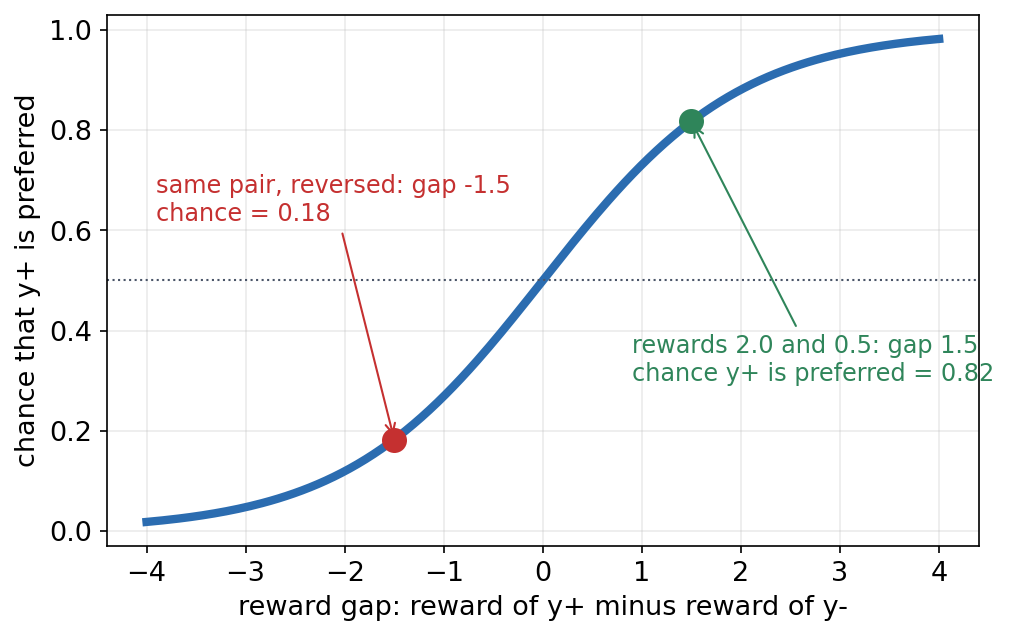 1.0
0.8
0.6
0.4
0.2
0.0
chance that y+ is preferred
same pair, reversed: gap -1.5
chance = 0.18
rewards 2.0 and 0.5: gap 1.5
chance y+ is preferred = 0.82
−4 −3 −2 −1 0 1 2 3 4
reward gap: reward of y+ minus reward of y-